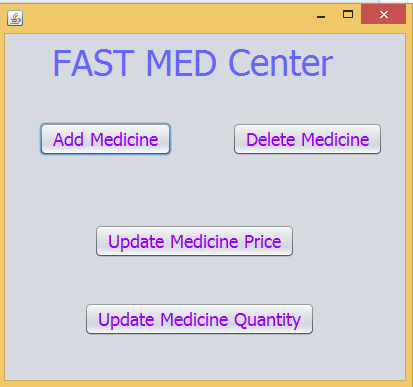 FAST MED Center
Add Medicine
Delete Medicine
Update Medicine Price
Update Medicine Quantity